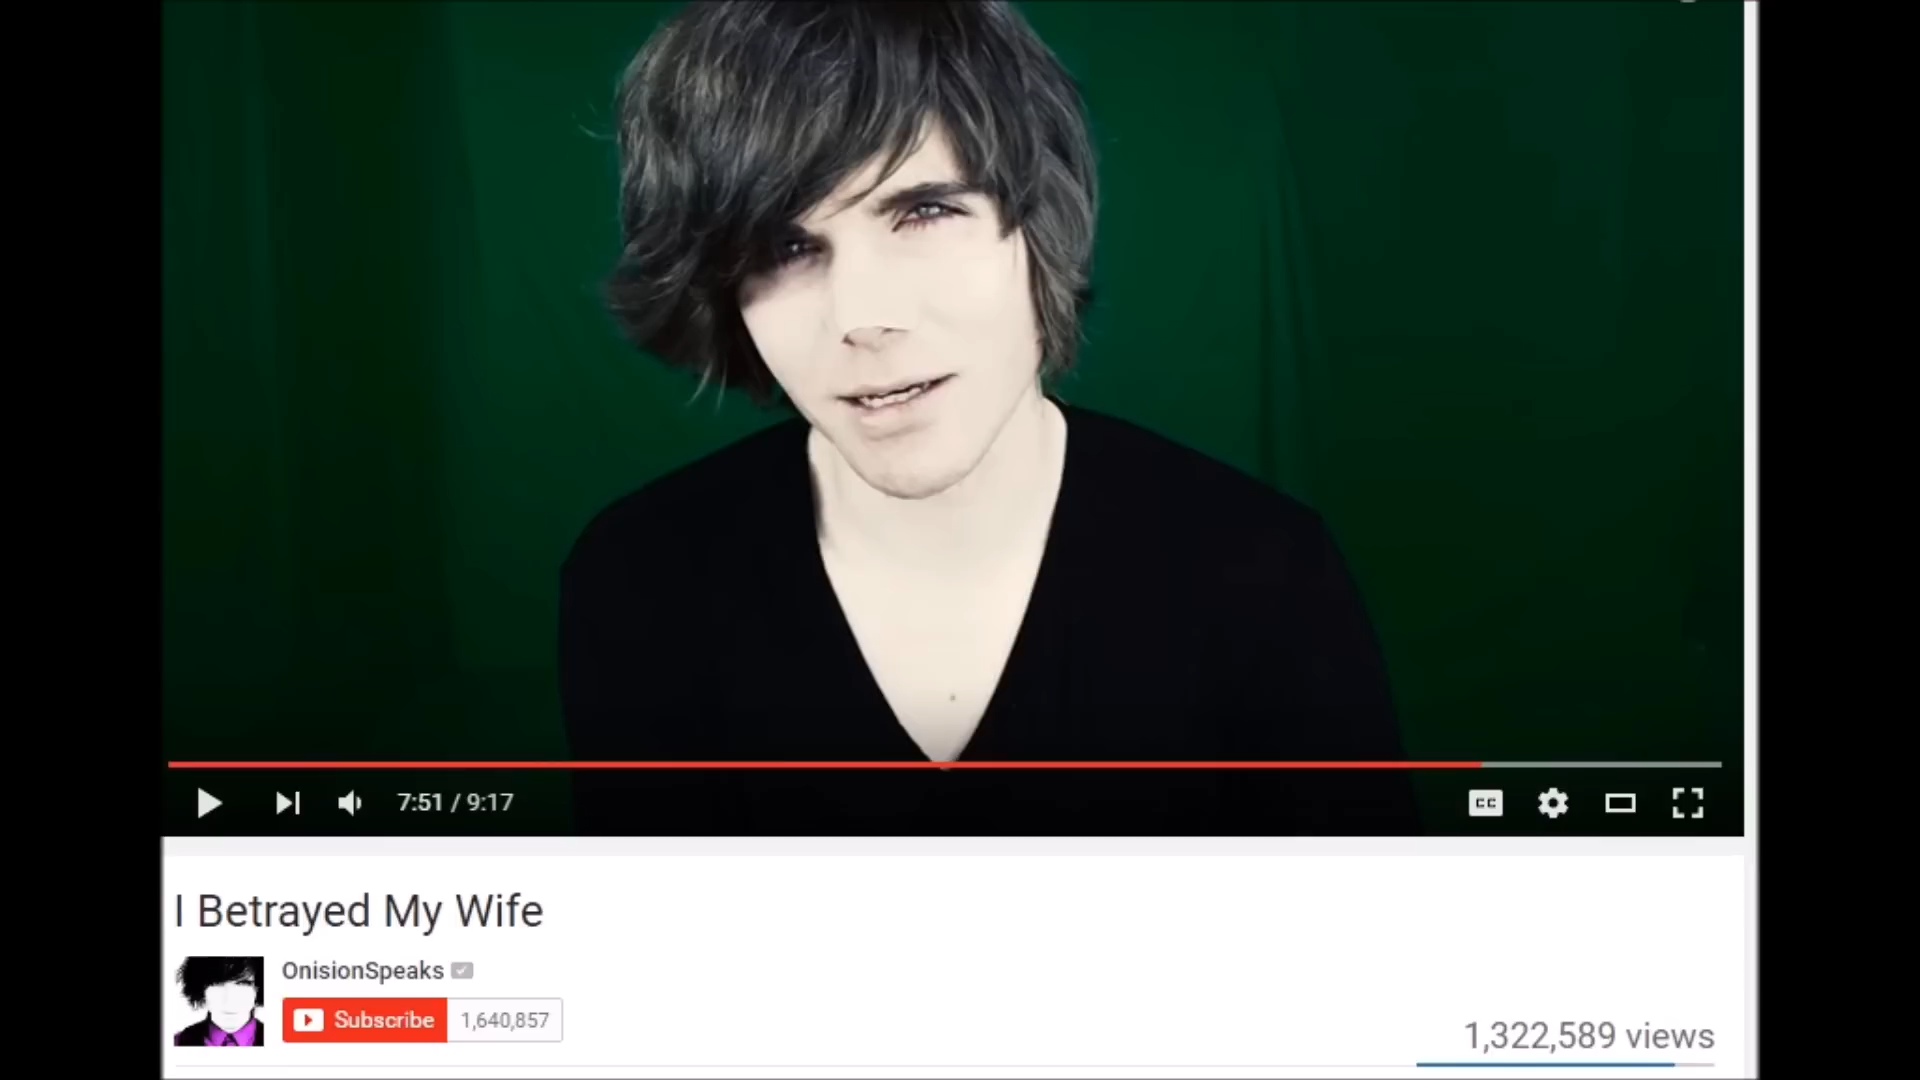 7:51 / 9:17
CC
I Betrayed My Wife
OnisionSpeaks
Subscribe 1,640,857
1,322,589 views